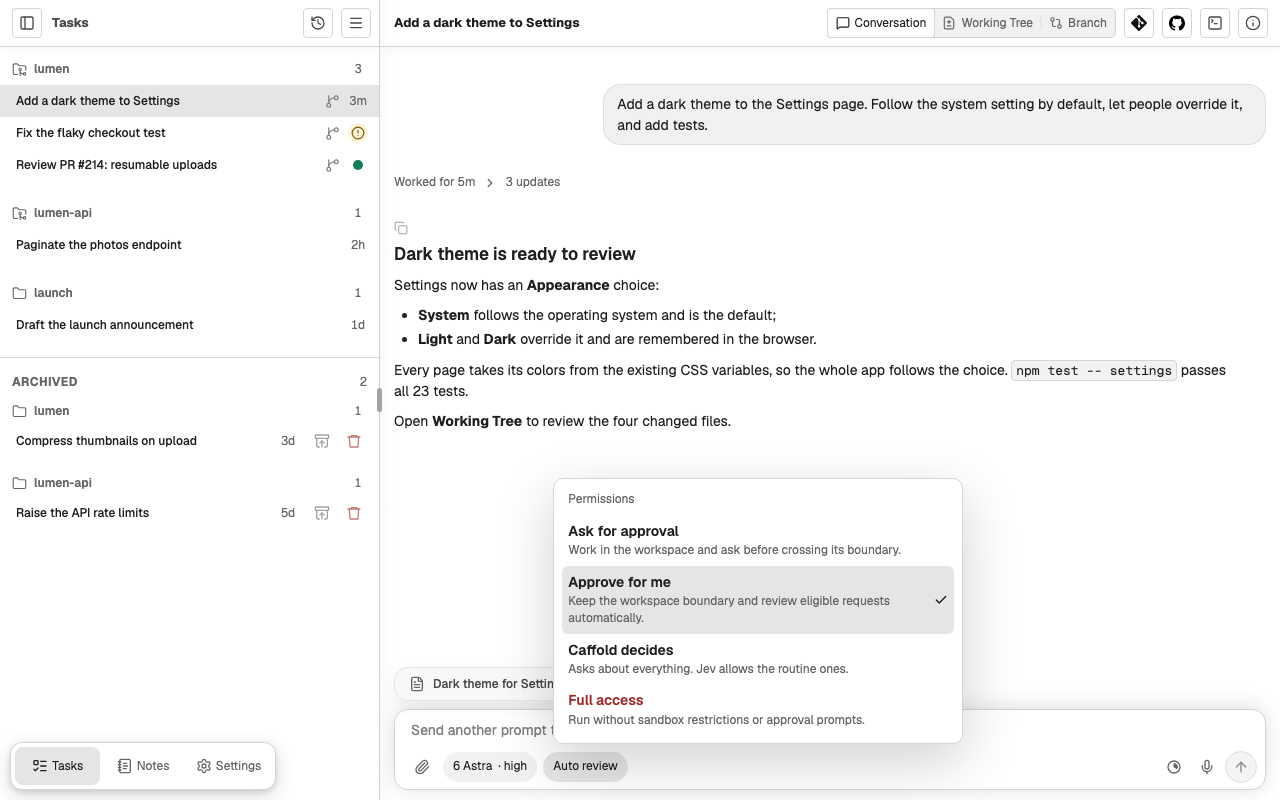 Tasks
lumen
3
Add a dark theme to Settings
3m
Fix the flaky checkout test
Review PR #214: resumable uploads
lumen-api
1
Paginate the photos endpoint
2h
launch
1
Draft the launch announcement
1d
ARCHIVED
2
lumen
1
Compress thumbnails on upload
3d
lumen-api
1
Raise the API rate limits
5d
Tasks
Notes
Settings
Add a dark theme to Settings
Conversation
Working Tree
Branch
Add a dark theme to the Settings page. Follow the system setting by default, let people override it,
and add tests.
Worked for 5m
3 updates
Dark theme is ready to review
Settings now has an Appearance choice:
System follows the operating system and is the default;
Light and Dark override it and are remembered in the browser.
Every page takes its colors from the existing CSS variables, so the whole app follows the choice. npm test -- settings passes
all 23 tests.
Open Working Tree to review the four changed files.
Permissions
Ask for approval
Work in the workspace and ask before crossing its boundary.
Approve for me
Keep the workspace boundary and review eligible requests
automatically.
Caffold decides
Asks about everything. Jev allows the routine ones.
Full access
Run without sandbox restrictions or approval prompts.
Dark theme for
Send another prompt
6 Astra · high
Auto review